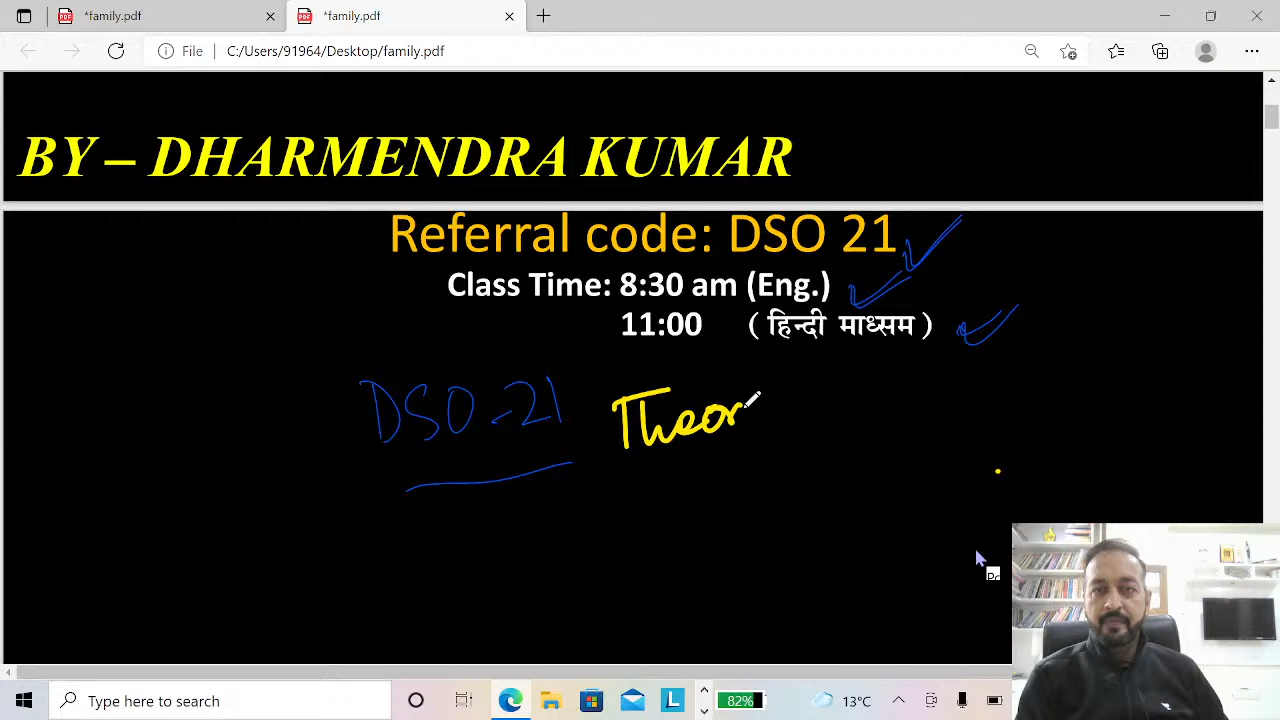 *family.pdf
*family.pdf
File C:/Users/91964/Desktop/family.pdf
BY – DHARMENDRA KUMAR
Referral code: DSO 21
Class Time: 8:30 am (Eng.)
11:00 ( हिन्दी माध्सम )
DSO-21 Theor
Type here to search
82%
13°C